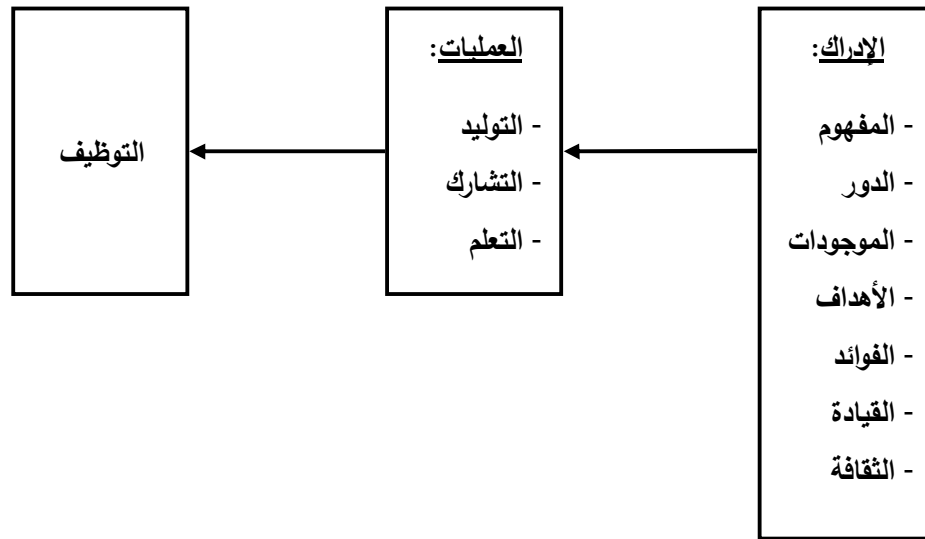 الإدراك:
- المفهوم
- الدور
- الموجودات
- الأهداف
- الفوائد
- القيادة
- الثقافة
العمليات:
- التوليد
- التشارك
- التعلم
التوظيف